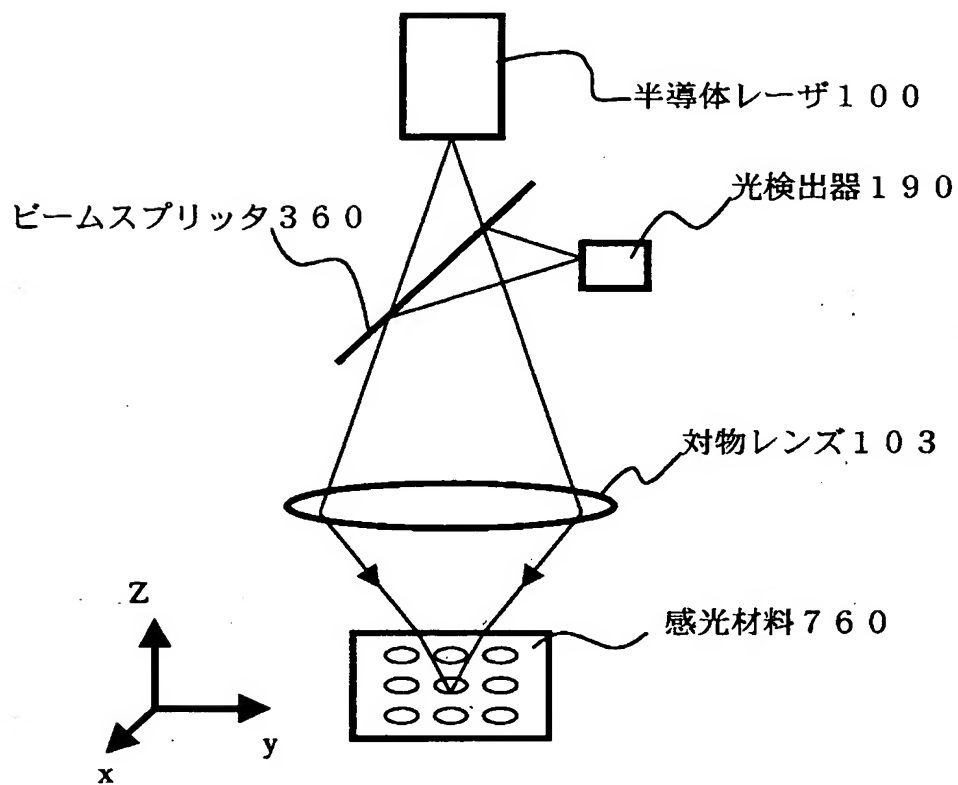 半導体レーザ１００
光検出器１９０
ビームスプリッタ３６０
対物レンズ１０３
Z
感光材料７６０
y
x